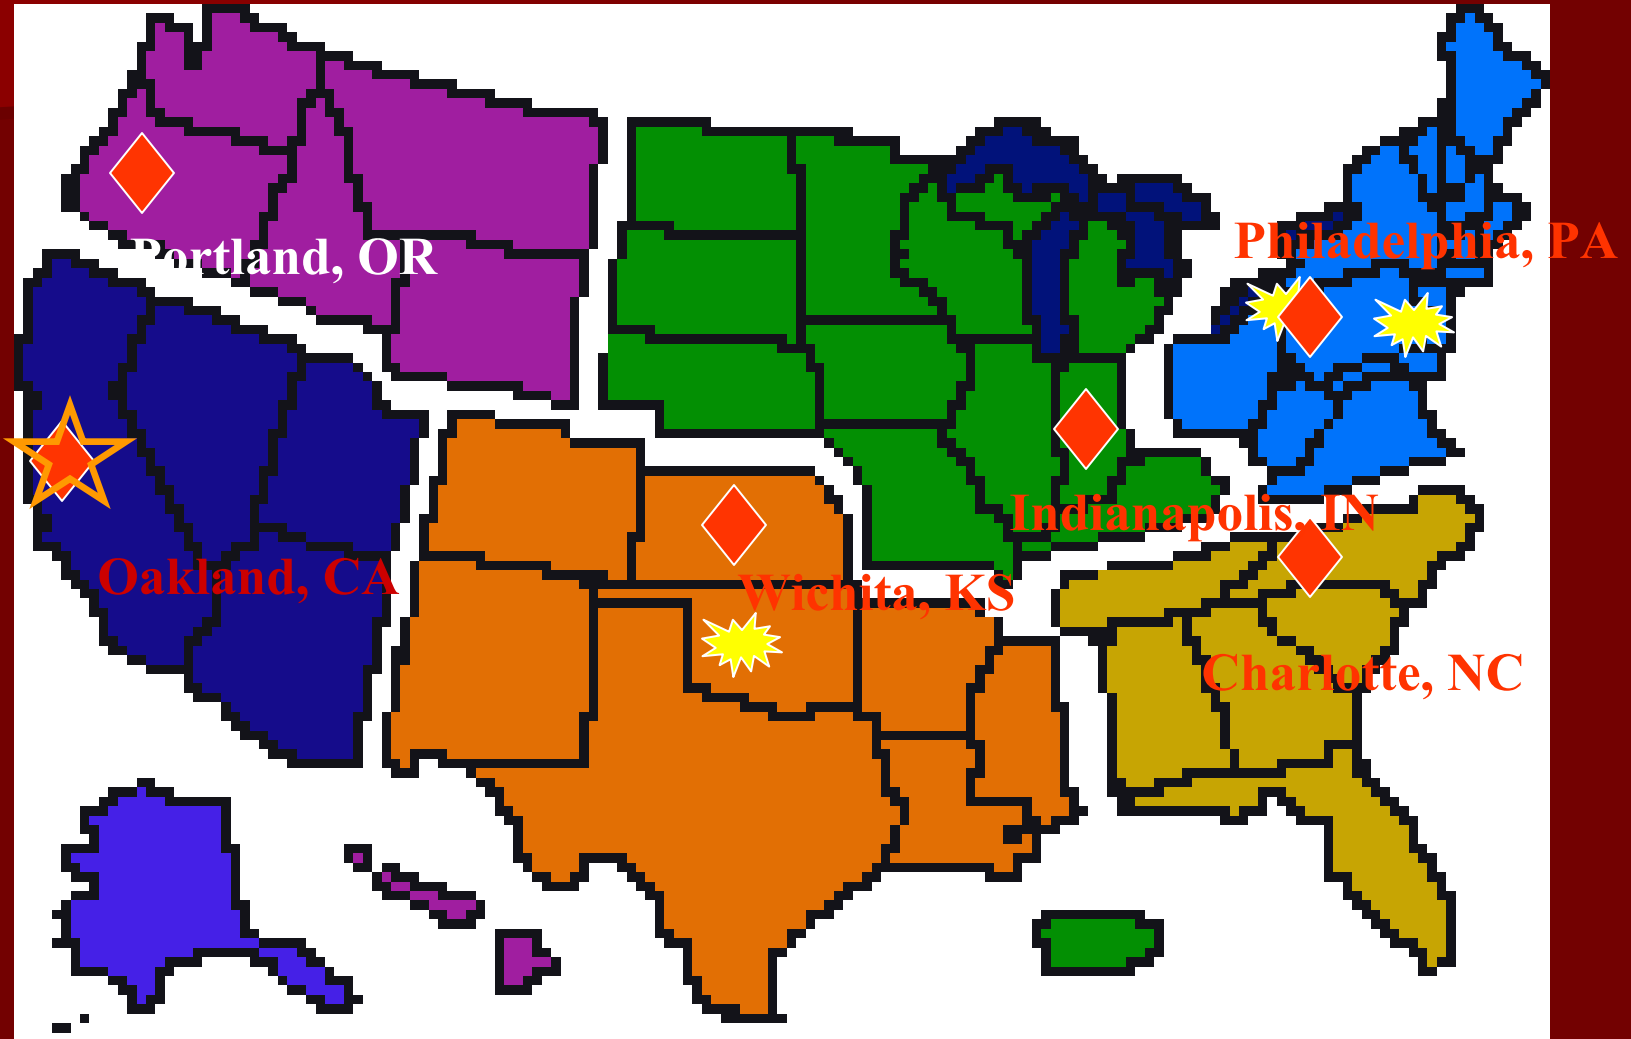 Portland, OR
Philadelphia, PA
Indianapolis, IN
Oakland, CA
Wichita, KS
Charlotte, NC